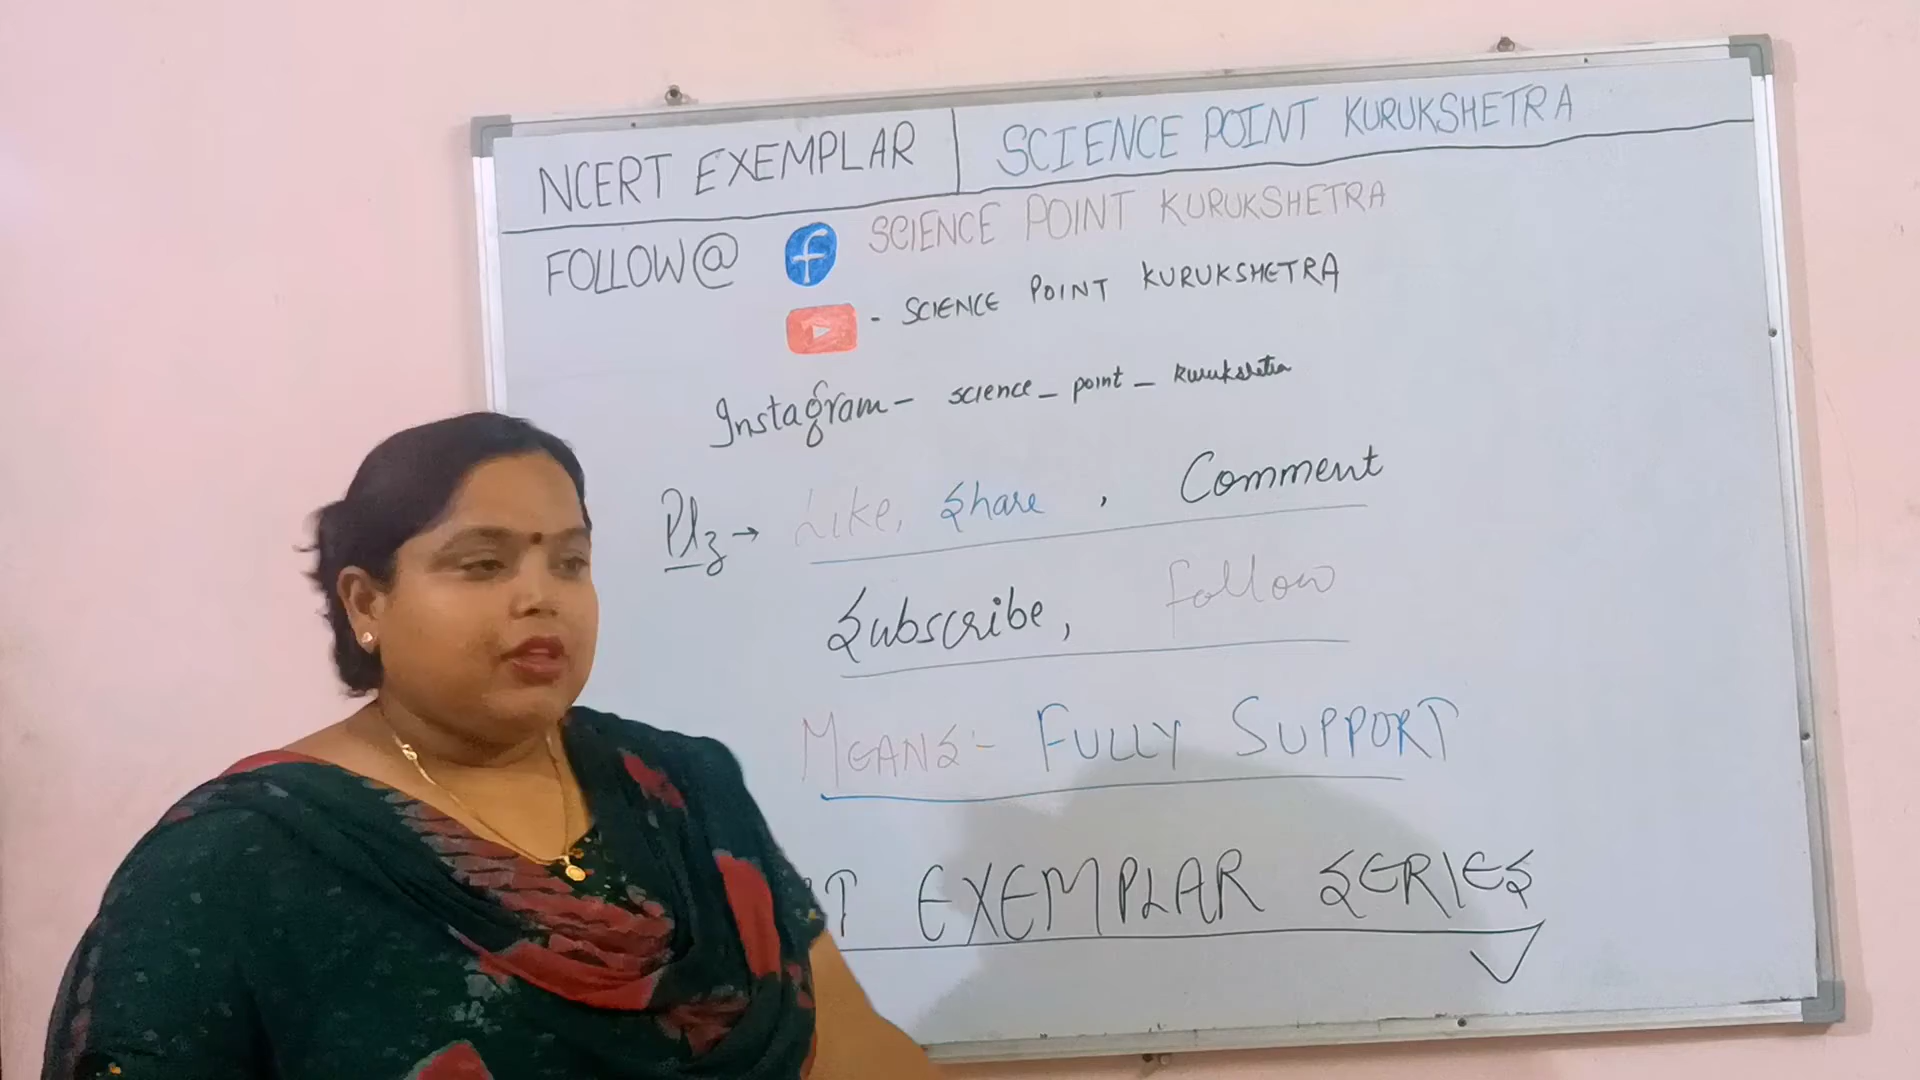 NCERT EXEMPLAR | SCIENCE POINT KURUKSHETRA
FOLLOW@ f SCIENCE POINT KURUKSHETRA
- SCIENCE POINT KURUKSHETRA
Instagram - science_point_kurukshetra
Plz → Like, Share, Comment
Subscribe, Follow
MEANS:- FULLY SUPPORT
RT EXEMPLAR SERIES